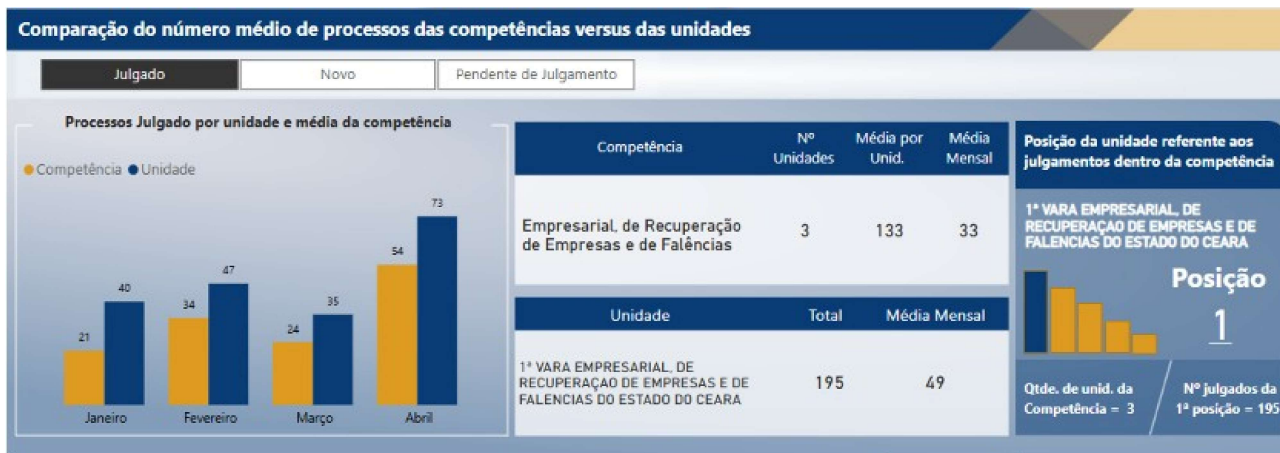 Comparação do número médio de processos das competências versus das unidades
Julgado
Novo
Pendente de Julgamento
Processos Julgado por unidade e média da competência
Competência
Unidade
21
40
34
47
24
35
54
73
Janeiro
Fevereiro
Março
Abril
Competência
Nº
Unidades
Média por
Unid.
Média
Mensal
Empresarial, de Recuperação
de Empresas e de Falências
3
133
33
Unidade
Total
Média Mensal
1ª VARA EMPRESARIAL, DE
RECUPERAÇAO DE EMPRESAS E DE
FALENCIAS DO ESTADO DO CEARA
195
49
Posição da unidade referente aos
julgamentos dentro da competência
1ª VARA EMPRESARIAL, DE
RECUPERAÇAO DE EMPRESAS E DE
FALENCIAS DO ESTADO DO CEARA
Posição
1
Qtde. de unid. da
Competência = 3
Nº julgados da
1ª posição = 195